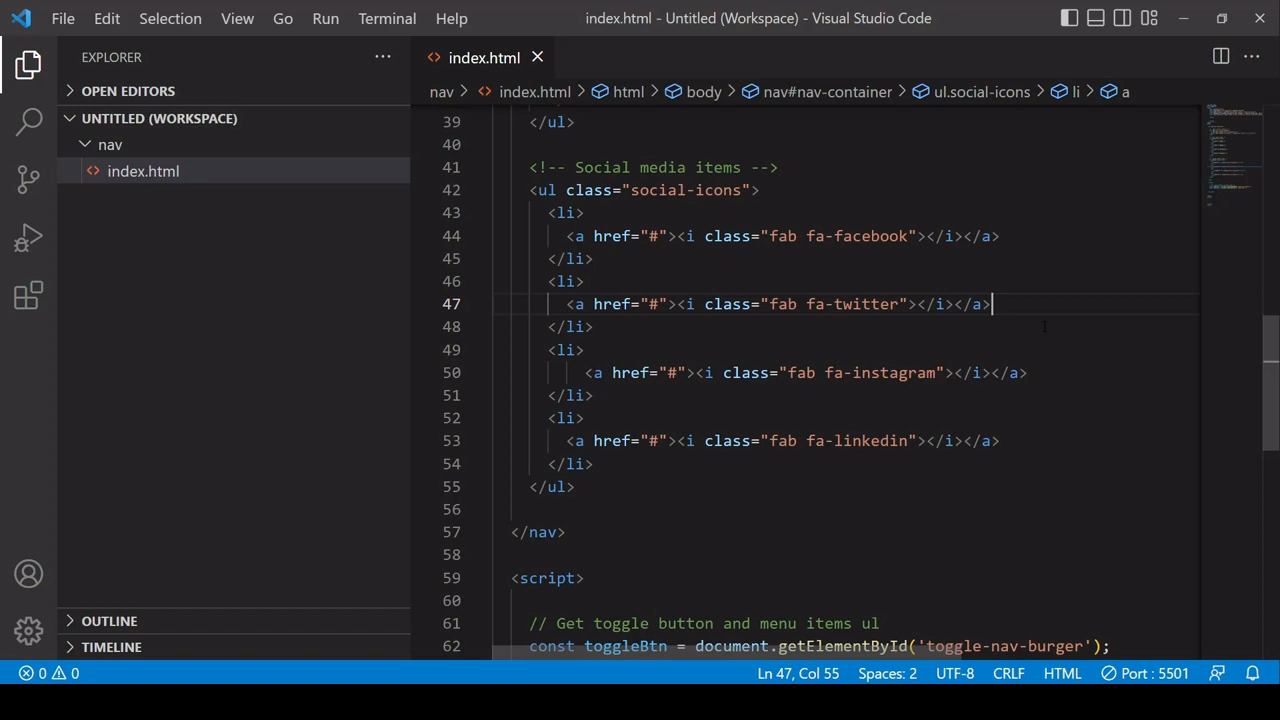 File Edit Selection View Go Run Terminal Help index.html - Untitled (Workspace) - Visual Studio Code
EXPLORER
OPEN EDITORS
UNTITLED (WORKSPACE)
nav
index.html
OUTLINE
TIMELINE
index.html
nav > index.html > html > body > nav#nav-container > ul.social-icons > li > a
39 </ul>
40
41 <!-- Social media items -->
42 <ul class="social-icons">
43 <li>
44 <a href="#"><i class="fab fa-facebook"></i></a>
45 </li>
46 <li>
47 <a href="#"><i class="fab fa-twitter"></i></a>
48 </li>
49 <li>
50 <a href="#"><i class="fab fa-instagram"></i></a>
51 </li>
52 <li>
53 <a href="#"><i class="fab fa-linkedin"></i></a>
54 </li>
55 </ul>
56
57 </nav>
58
59 <script>
60
61 // Get toggle button and menu items ul
62 const toggleBtn = document.getElementById('toggle-nav-burger');
0 0 Ln 47, Col 55 Spaces: 2 UTF-8 CRLF HTML Port : 5501